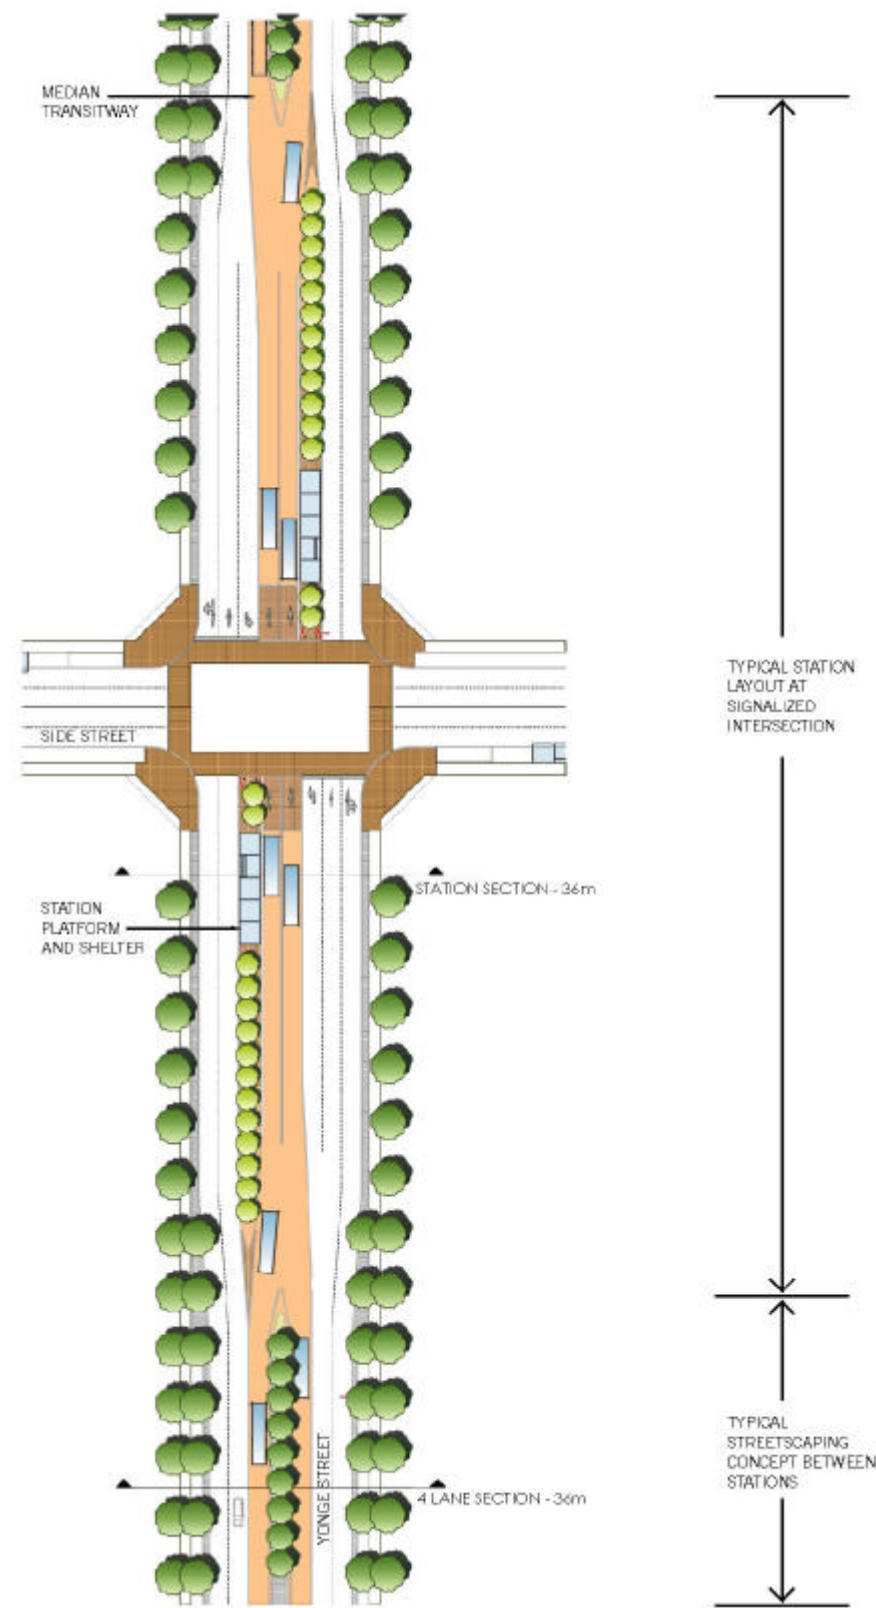 MEDIAN
TRANSITWAY
TYPICAL STATION
LAYOUT AT
SIGNALIZED
INTERSECTION
SIDE STREET
STATION SECTION - 36m
STATION
PLATFORM
AND SHELTER
TYPICAL
STREETSCAPING
CONCEPT BETWEEN
STATIONS
YONGE STREET
4 LANE SECTION - 36m